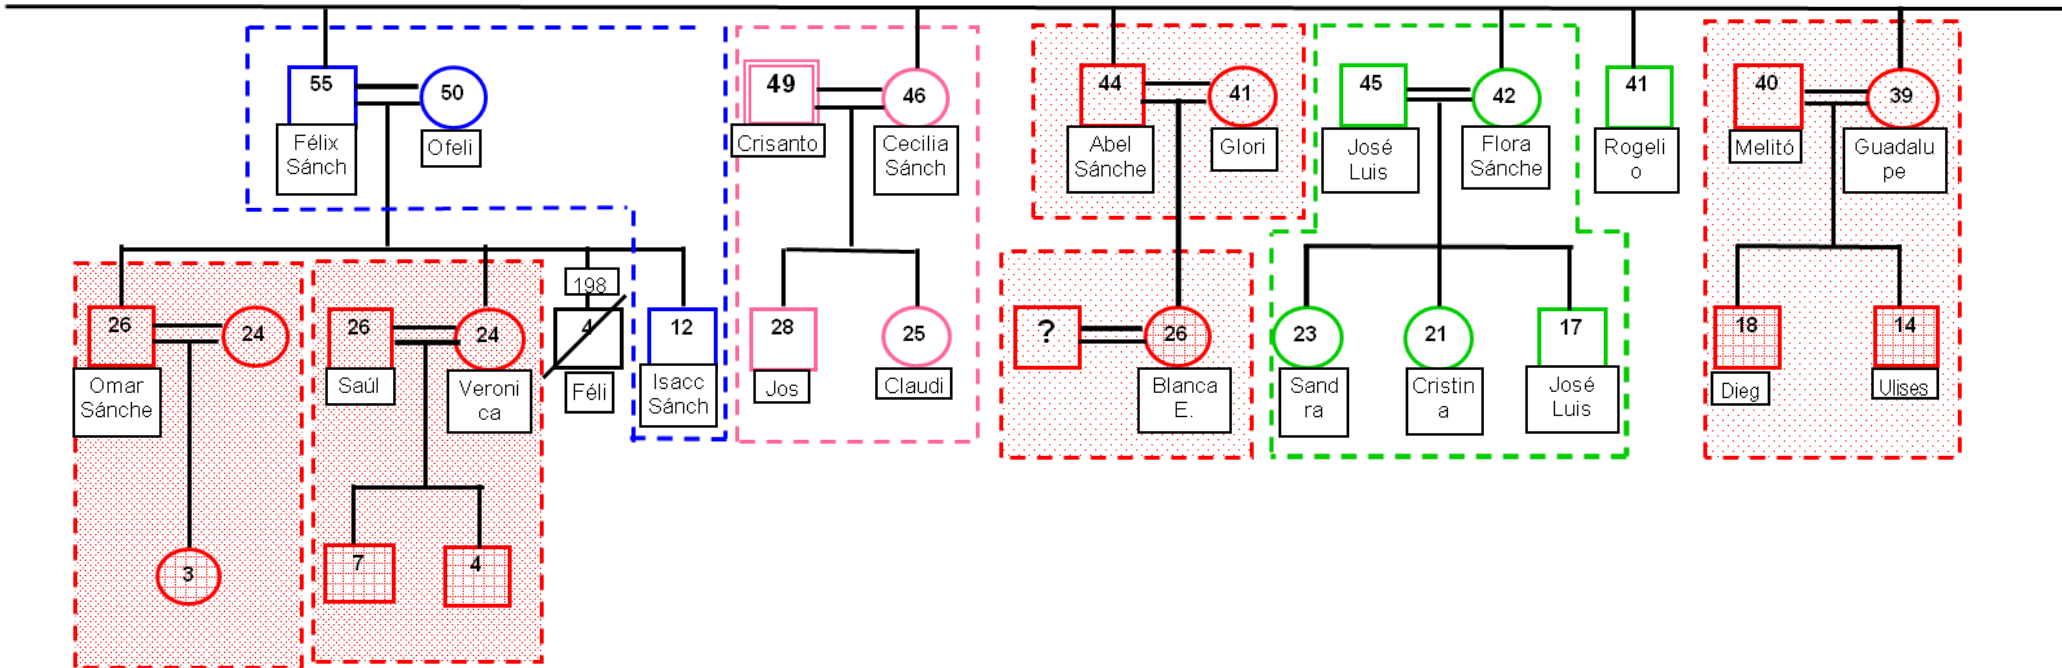 55
50
49
46
44
41
45
42
41
40
39
Félix
Sánch
Ofeli
Crisanto
Cecilia
Sánch
Abel
Sánche
Glori
José
Luis
Flora
Sánche
Rogeli
o
Melitó
Guadalu
pe
198
26
24
26
24
4
12
28
25
?
26
23
21
17
18
14
Omar
Sánche
Saúl
Veroni
ca
Féli
Isacc
Sánch
Jos
Claudi
Blanca
E.
Sand
ra
Cristin
a
José
Luis
Dieg
Ulises
3
7
4